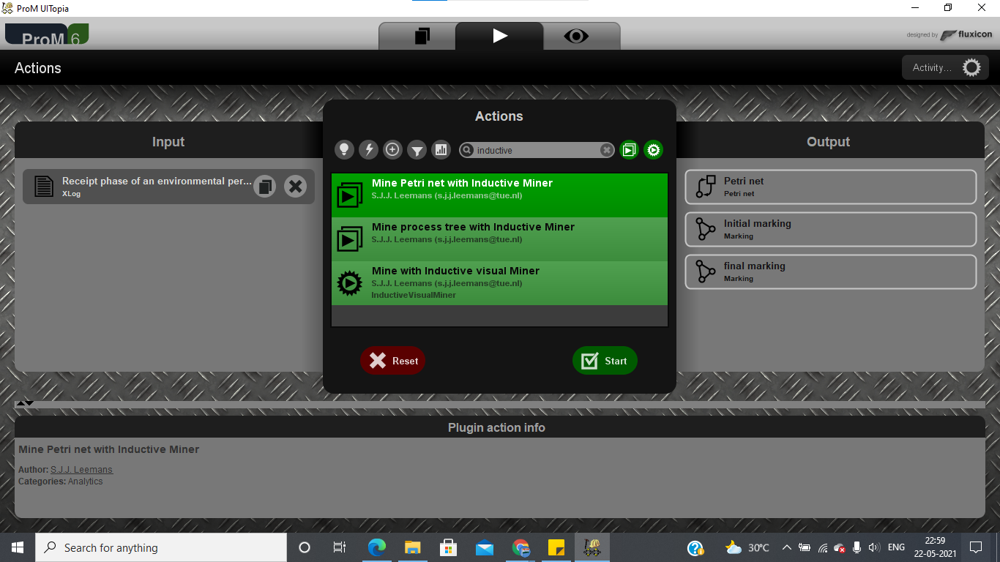 ProM UITopia
ProM 6
designed by fluxicon
Actions
Activity...
Actions
Input
Output
inductive
Receipt phase of an environmental per...
XLog
Mine Petri net with Inductive Miner
S.J.J. Leemans (s.j.j.leemans@tue.nl)
Mine process tree with Inductive Miner
S.J.J. Leemans (s.j.j.leemans@tue.nl)
Mine with Inductive visual Miner
S.J.J. Leemans (s.j.j.leemans@tue.nl)
InductiveVisualMiner
Petri net
Petri net
Initial marking
Marking
final marking
Marking
Reset
Start
Plugin action info
Mine Petri net with Inductive Miner
Author: S.J.J. Leemans
Categories: Analytics
Search for anything
30°C
ENG
22:59
22-05-2021